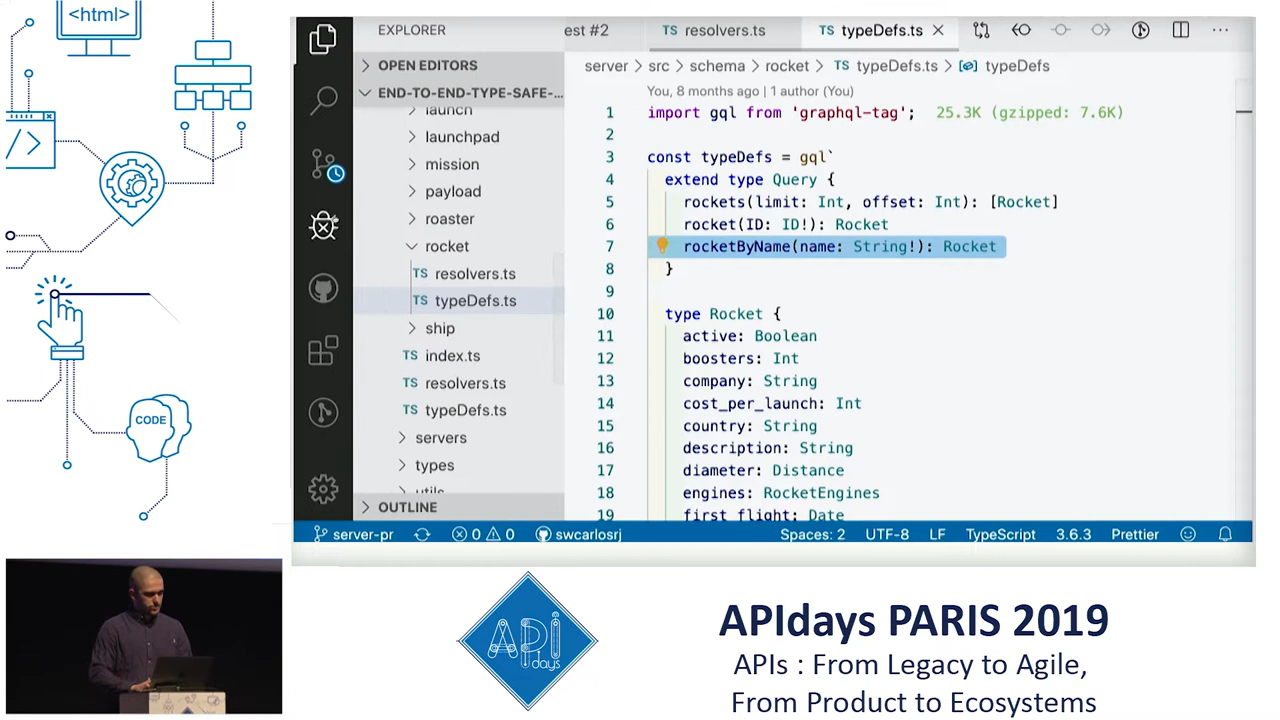 <html>
</>
CODE
EXPLORER
OPEN EDITORS
END-TO-END-TYPE-SAFE-...
launch
launchpad
mission
payload
roaster
rocket
TS resolvers.ts
TS typeDefs.ts
ship
TS index.ts
TS resolvers.ts
TS typeDefs.ts
servers
types
utils
OUTLINE
est #2 TS resolvers.ts TS typeDefs.ts
server > src > schema > rocket > TS typeDefs.ts > typeDefs
You, 8 months ago | 1 author (You)
1 import gql from 'graphql-tag'; 25.3K (gzipped: 7.6K)
2
3 const typeDefs = gql`
4 extend type Query {
5 rockets(limit: Int, offset: Int): [Rocket]
6 rocket(ID: ID!): Rocket
7 rocketByName(name: String!): Rocket
8 }
9
10 type Rocket {
11 active: Boolean
12 boosters: Int
13 company: String
14 cost_per_launch: Int
15 country: String
16 description: String
17 diameter: Distance
18 engines: RocketEngines
19 first_flight: Date
server-pr 0 0 swcarlosrj Spaces: 2 UTF-8 LF TypeScript 3.6.3 Prettier
API
days
APIdays PARIS 2019
APIs : From Legacy to Agile,
From Product to Ecosystems